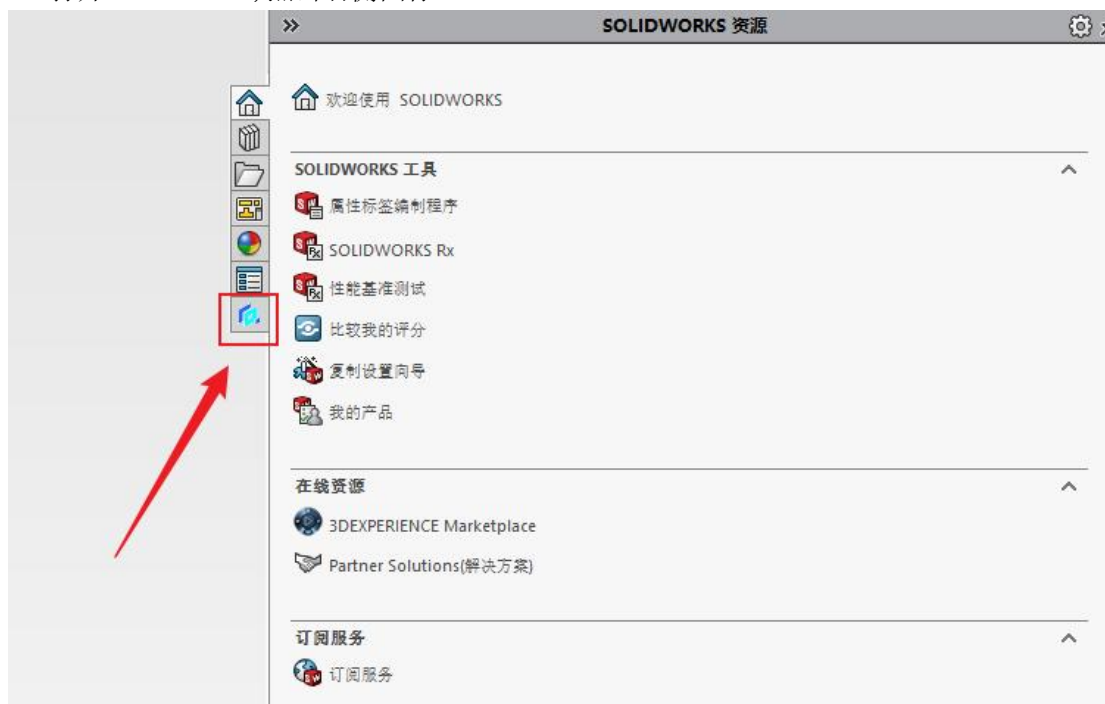 SOLIDWORKS 资源
欢迎使用 SOLIDWORKS
SOLIDWORKS 工具
属性标签编制程序
SOLIDWORKS Rx
性能基准测试
比较我的评分
复制设置向导
我的产品
在线资源
3DEXPERIENCE Marketplace
Partner Solutions(解决方案)
订阅服务
订阅服务